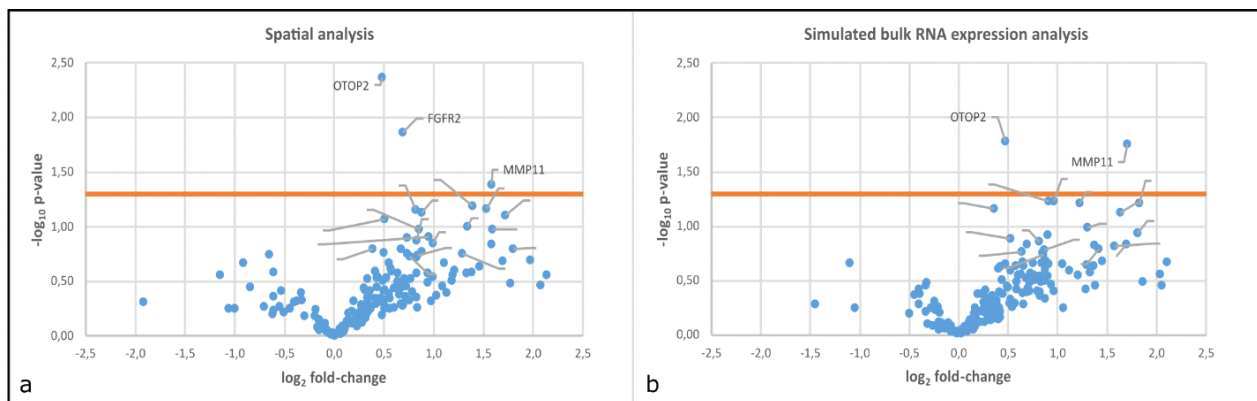 Spatial analysis
2,50
2,00
1,50
1,00
0,50
0,00
-log10 p-value
OTOP2
FGFR2
MMP11
-2,5 -2,0 -1,5 -1,0 -0,5 0,0 0,5 1,0 1,5 2,0 2,5
log2 fold-change
a
Simulated bulk RNA expression analysis
2,50
2,00
1,50
1,00
0,50
0,00
-log10 p-value
OTOP2
MMP11
-2,5 -2,0 -1,5 -1,0 -0,5 0,0 0,5 1,0 1,5 2,0 2,5
log2 fold-change
b